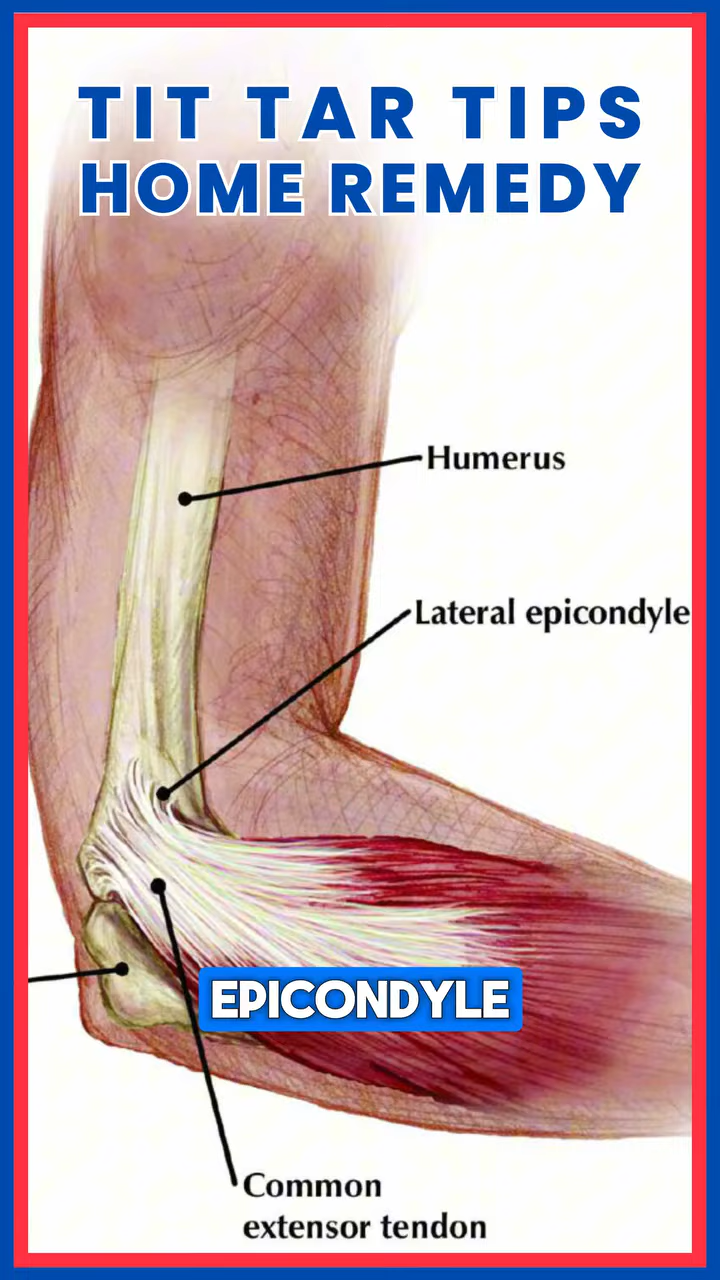 TIT TAR TIPS
HOME REMEDY
Humerus
Lateral epicondyle
EPICONDYLE
Common
extensor tendon